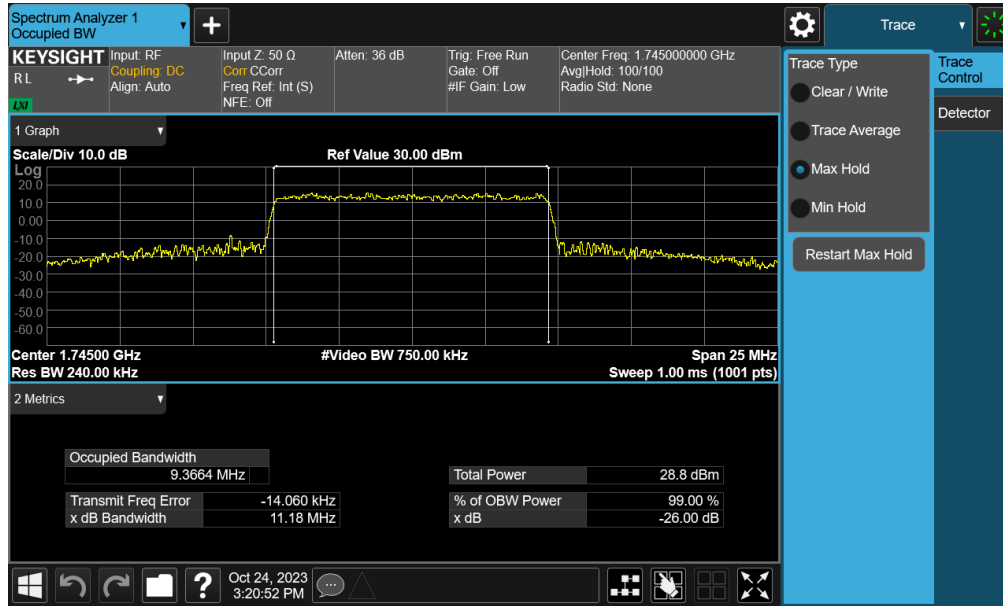 Spectrum Analyzer 1
Occupied BW
+
Trace
KEYSIGHT
R L
LXI
Input: RF
Coupling: DC
Align: Auto
Input Z: 50 Ω
Corr CCorr
Freq Ref: Int (S)
NFE: Off
Atten: 36 dB
Trig: Free Run
Gate: Off
#IF Gain: Low
Center Freq: 1.745000000 GHz
Avg|Hold: 100/100
Radio Std: None
1 Graph
Scale/Div 10.0 dB
Ref Value 30.00 dBm
Log
20.0
10.0
0.00
-10.0
-20.0
-30.0
-40.0
-50.0
-60.0
Center 1.74500 GHz
#Video BW 750.00 kHz
Span 25 MHz
Res BW 240.00 kHz
Sweep 1.00 ms (1001 pts)
2 Metrics
Occupied Bandwidth
9.3664 MHz
Total Power 28.8 dBm
Transmit Freq Error -14.060 kHz
% of OBW Power 99.00 %
x dB Bandwidth 11.18 MHz
x dB -26.00 dB
Trace Type
Clear / Write
Trace Average
Max Hold
Min Hold
Restart Max Hold
Trace
Control
Detector
?
Oct 24, 2023
3:20:52 PM